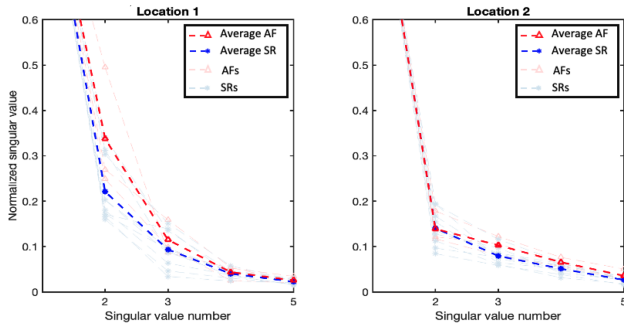 Location 1
Normalized singular value
0.6
0.5
0.4
0.3
0.2
0.1
0
2
3
5
Singular value number
Average AF
Average SR
AFs
SRs
Location 2
0.6
0.5
0.4
0.3
0.2
0.1
0
2
3
5
Singular value number
Average AF
Average SR
AFs
SRs